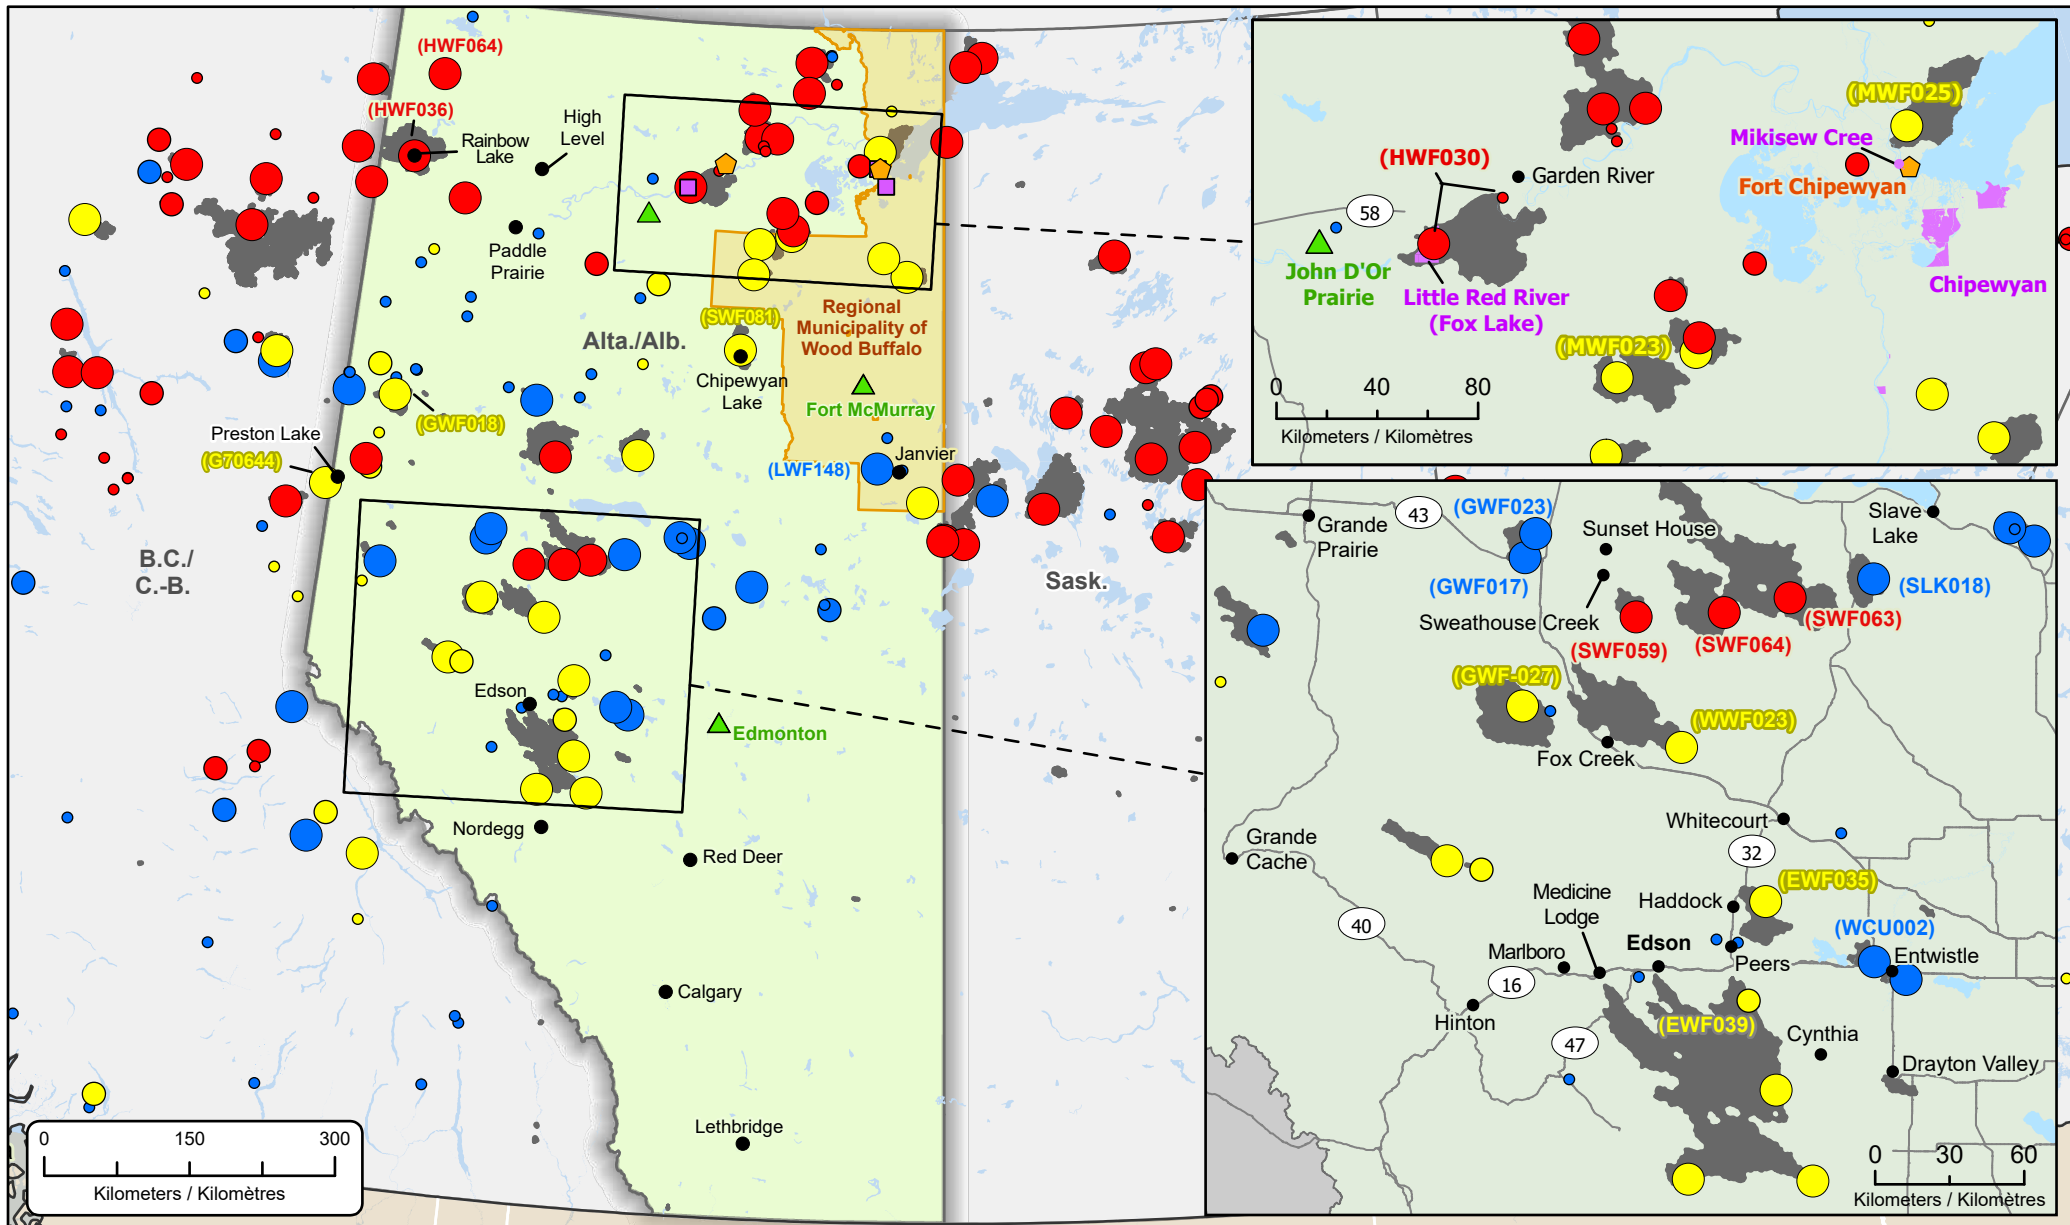 (HWF064)
(HWF036)
Rainbow
Lake
High
Level
Paddle
Prairie
Alta./Alb.
(SWF081)
Regional
Municipality of
Wood Buffalo
Chipewyan
Lake
Fort McMurray
(GWF018)
Preston Lake
(G70644)
(LWF148)
Janvier
B.C./
C.-B.
Sask.
Edson
Edmonton
Nordegg
Red Deer
Calgary
Lethbridge
0 150 300
Kilometers / Kilomètres
(MWF025)
Mikisew Cree
Fort Chipewyan
(HWF030)
Garden River
58
John D'Or
Prairie
Little Red River
(Fox Lake)
Chipewyan
(MWF023)
0 40 80
Kilometers / Kilomètres
Grande
Prairie
43
(GWF023)
Sunset House
Slave
Lake
(GWF017)
(SLK018)
Sweathouse Creek
(SWF059)
(SWF064)
(SWF063)
(GWF-027)
(WWF023)
Fox Creek
Whitecourt
Grande
Cache
32
Medicine
Lodge
Haddock
(EWF035)
40
(WCU002)
Marlboro
Edson
Peers
Entwistle
16
Hinton
(EWF039)
47
Cynthia
Drayton Valley
0 30 60
Kilometers / Kilomètres